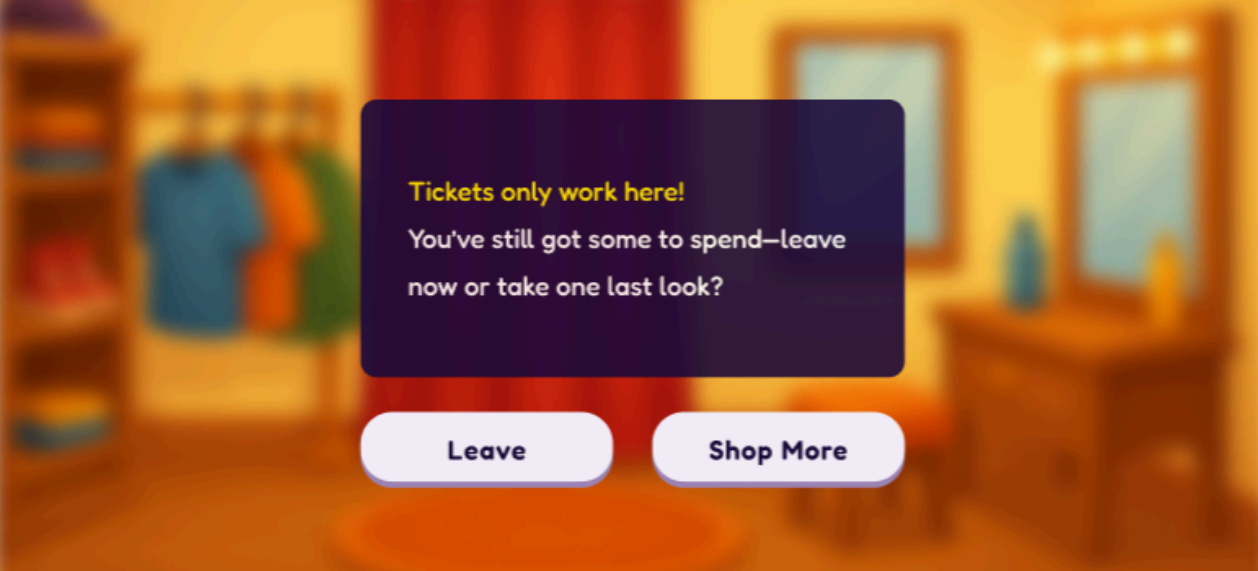 Tickets only work here!
You've still got some to spend—leave
now or take one last look?
Leave
Shop More